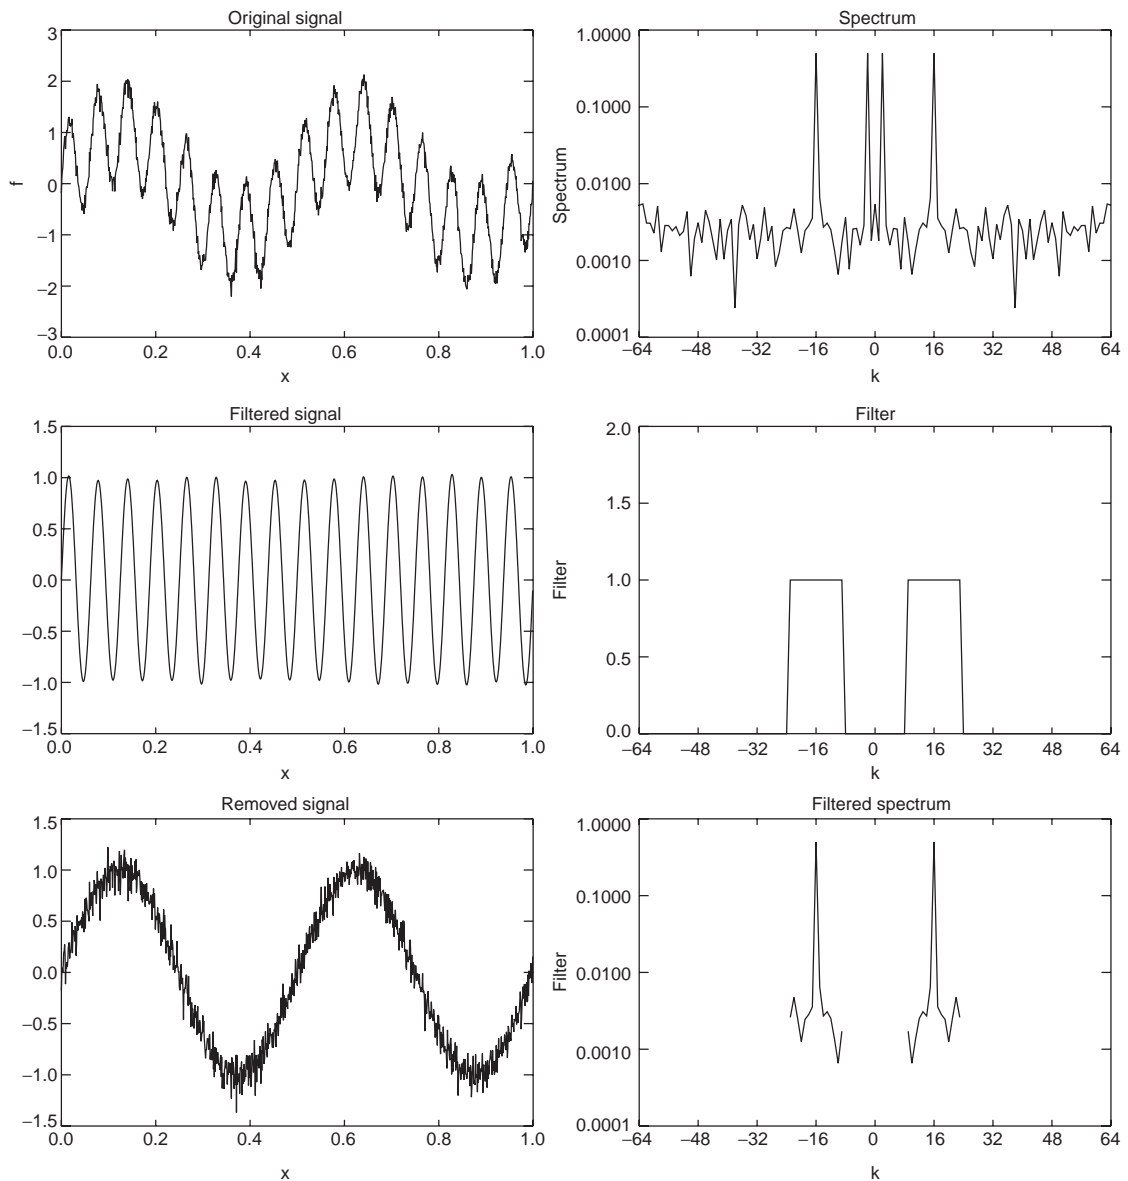 Original signal
3
2
1
0
−1
−2
−3
f
0.0 0.2 0.4 0.6 0.8 1.0
x
Spectrum
1.0000
0.1000
0.0100
0.0010
0.0001
Spectrum
−64 −48 −32 −16 0 16 32 48 64
k
Filtered signal
1.5
1.0
0.5
0.0
−0.5
−1.0
−1.5
0.0 0.2 0.4 0.6 0.8 1.0
x
Filter
2.0
1.5
1.0
0.5
0.0
Filter
−64 −48 −32 −16 0 16 32 48 64
k
Removed signal
1.5
1.0
0.5
0.0
−0.5
−1.0
−1.5
0.0 0.2 0.4 0.6 0.8 1.0
x
Filtered spectrum
1.0000
0.1000
0.0100
0.0010
0.0001
Filter
−64 −48 −32 −16 0 16 32 48 64
k